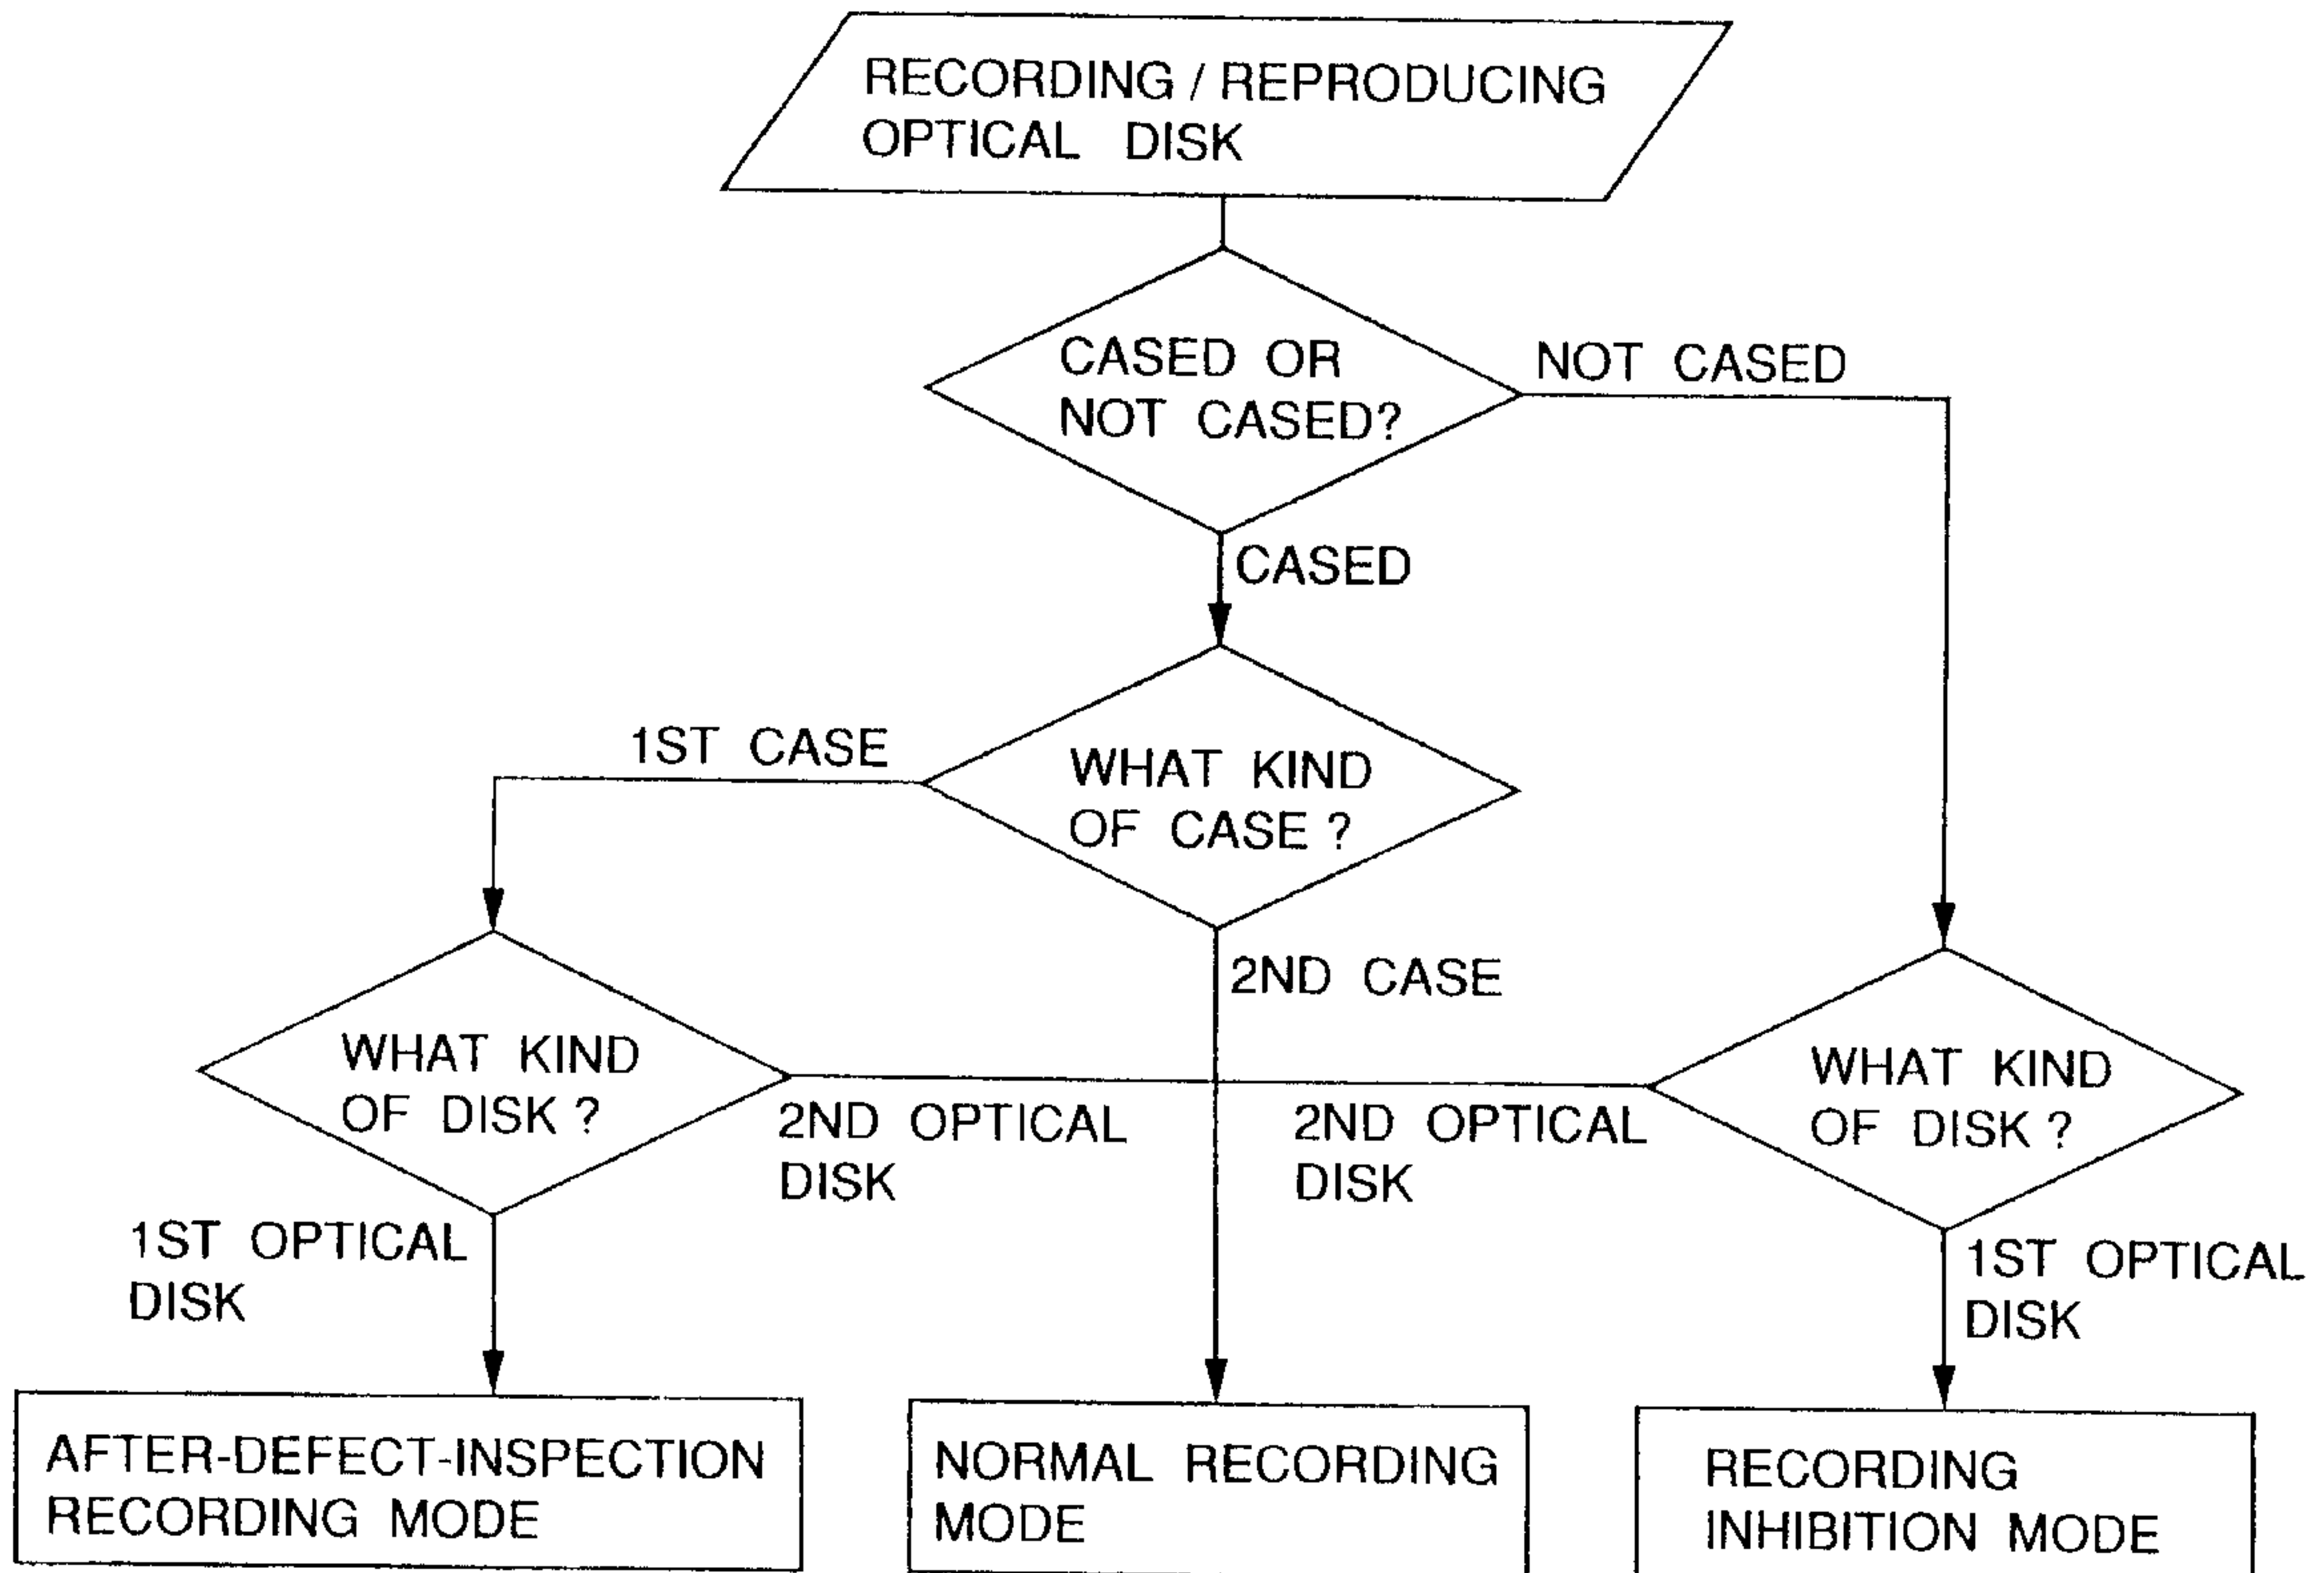 RECORDING / REPRODUCING
OPTICAL DISK
CASED OR
NOT CASED?
NOT CASED
CASED
1ST CASE
WHAT KIND
OF CASE ?
2ND CASE
WHAT KIND
OF DISK ?
WHAT KIND
OF DISK ?
2ND OPTICAL
DISK
2ND OPTICAL
DISK
1ST OPTICAL
DISK
1ST OPTICAL
DISK
AFTER-DEFECT-INSPECTION
RECORDING MODE
NORMAL RECORDING
MODE
RECORDING
INHIBITION MODE